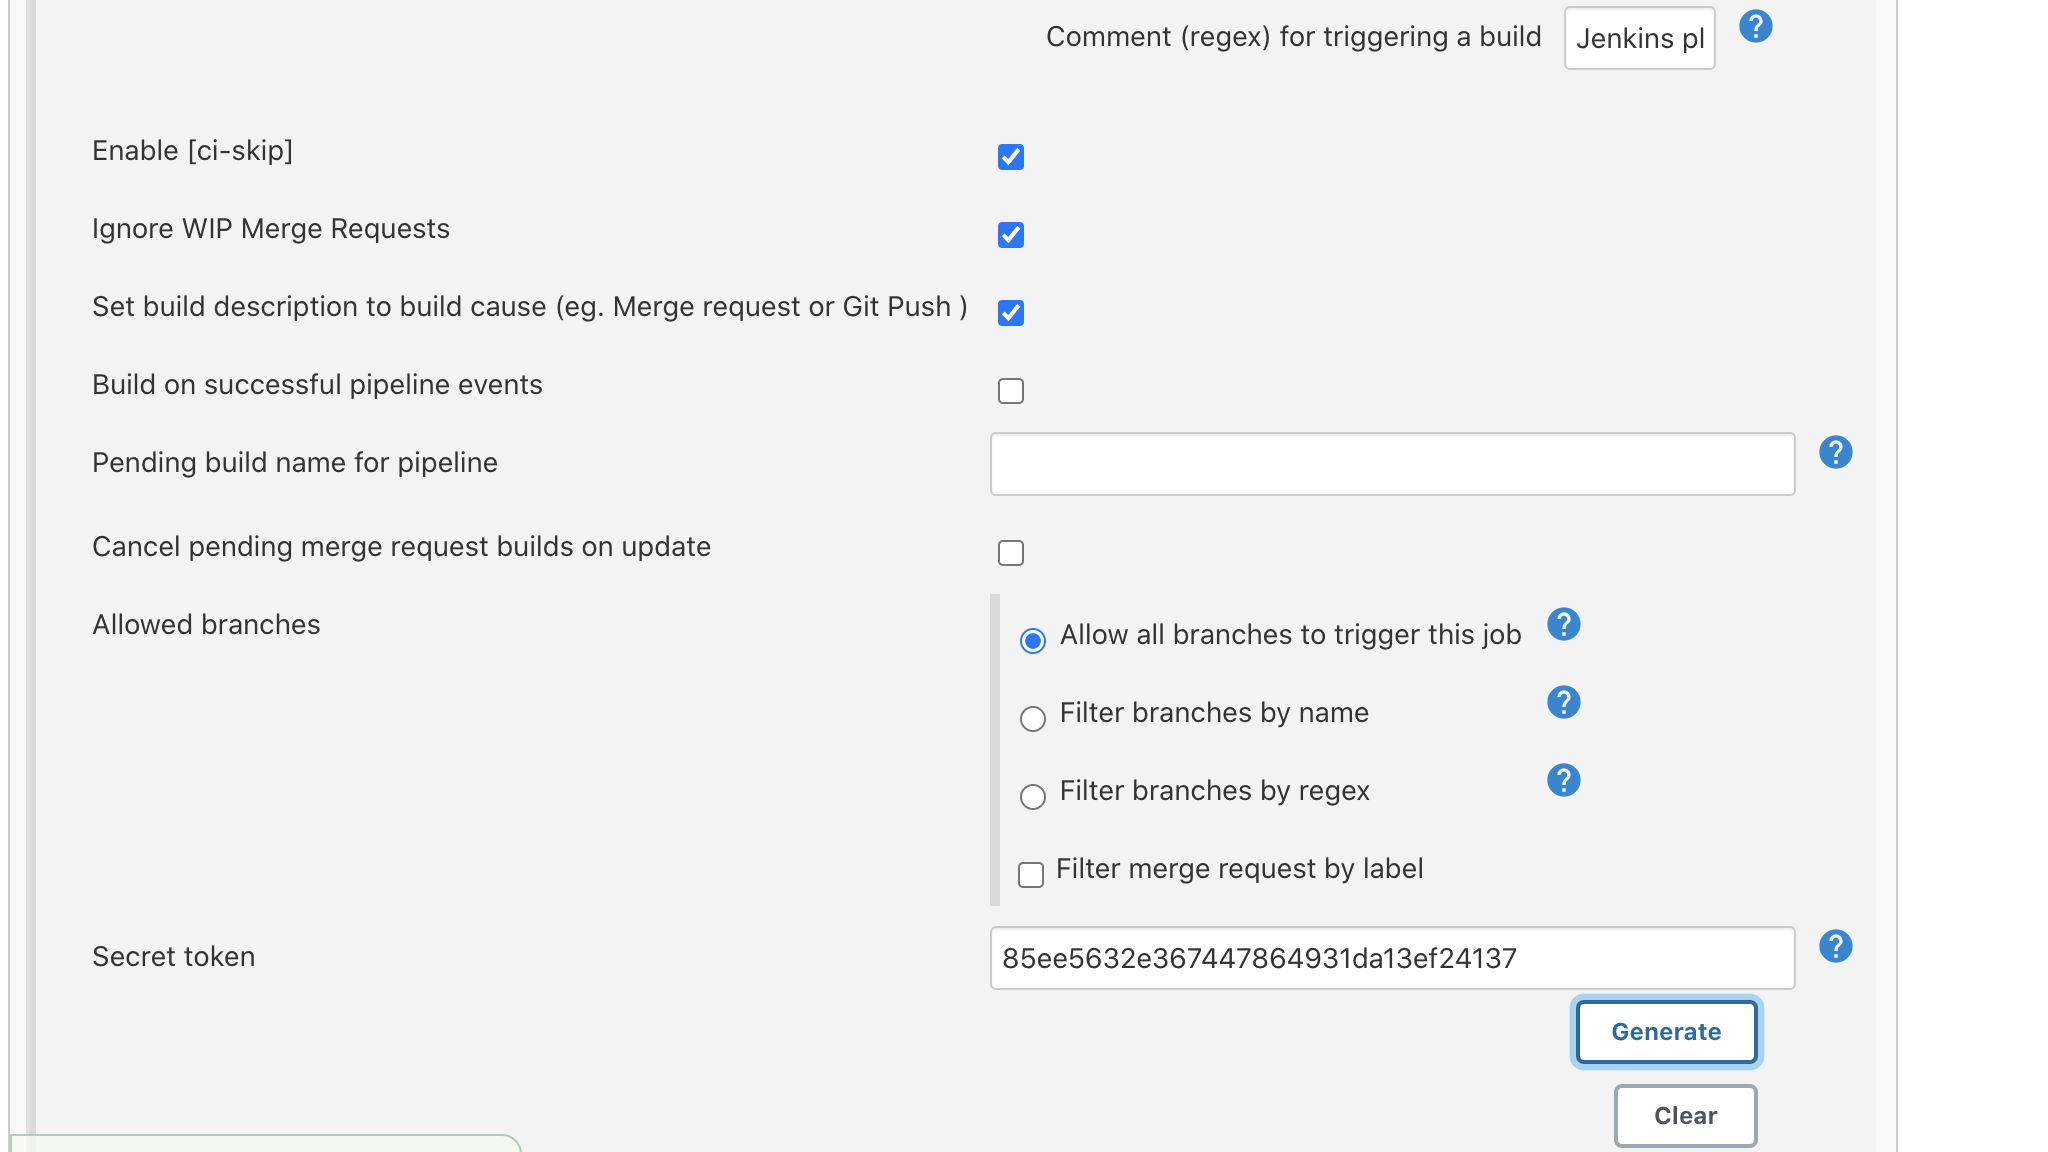 Comment (regex) for triggering a build Jenkins pl ?
Enable [ci-skip]
Ignore WIP Merge Requests
Set build description to build cause (eg. Merge request or Git Push )
Build on successful pipeline events
Pending build name for pipeline ?
Cancel pending merge request builds on update
Allowed branches
Allow all branches to trigger this job ?
Filter branches by name ?
Filter branches by regex ?
Filter merge request by label
Secret token 85ee5632e367447864931da13ef24137 ?
Generate
Clear